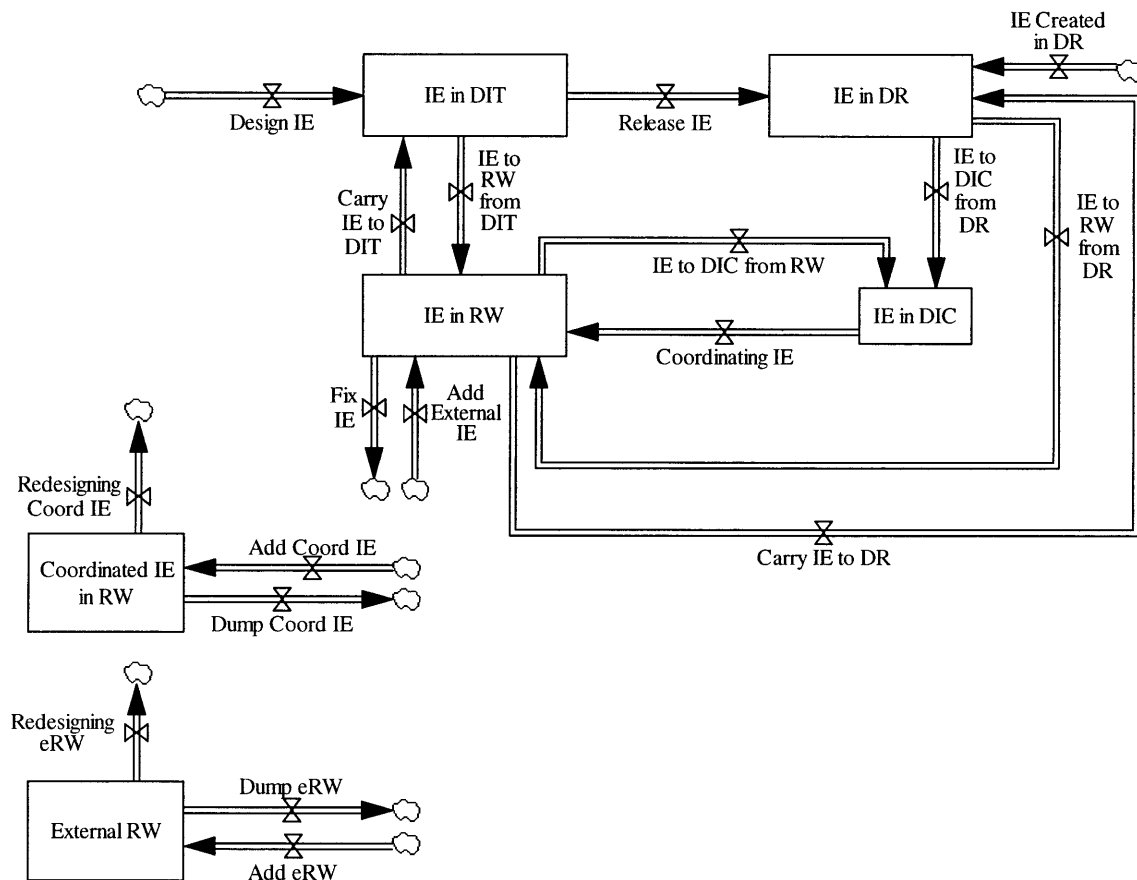 IE Created
in DR
IE in DIT
IE in DR
Design IE
Release IE
Carry
IE to
DIT
IE to
RW
from
DIT
IE to
DIC
from
DR
IE to
RW
from
DR
IE to DIC from RW
IE in RW
IE in DIC
Coordinating IE
Fix
IE
Add
External
IE
Redesigning
Coord IE
Carry IE to DR
Coordinated IE
in RW
Add Coord IE
Dump Coord IE
Redesigning
eRW
External RW
Dump eRW
Add eRW